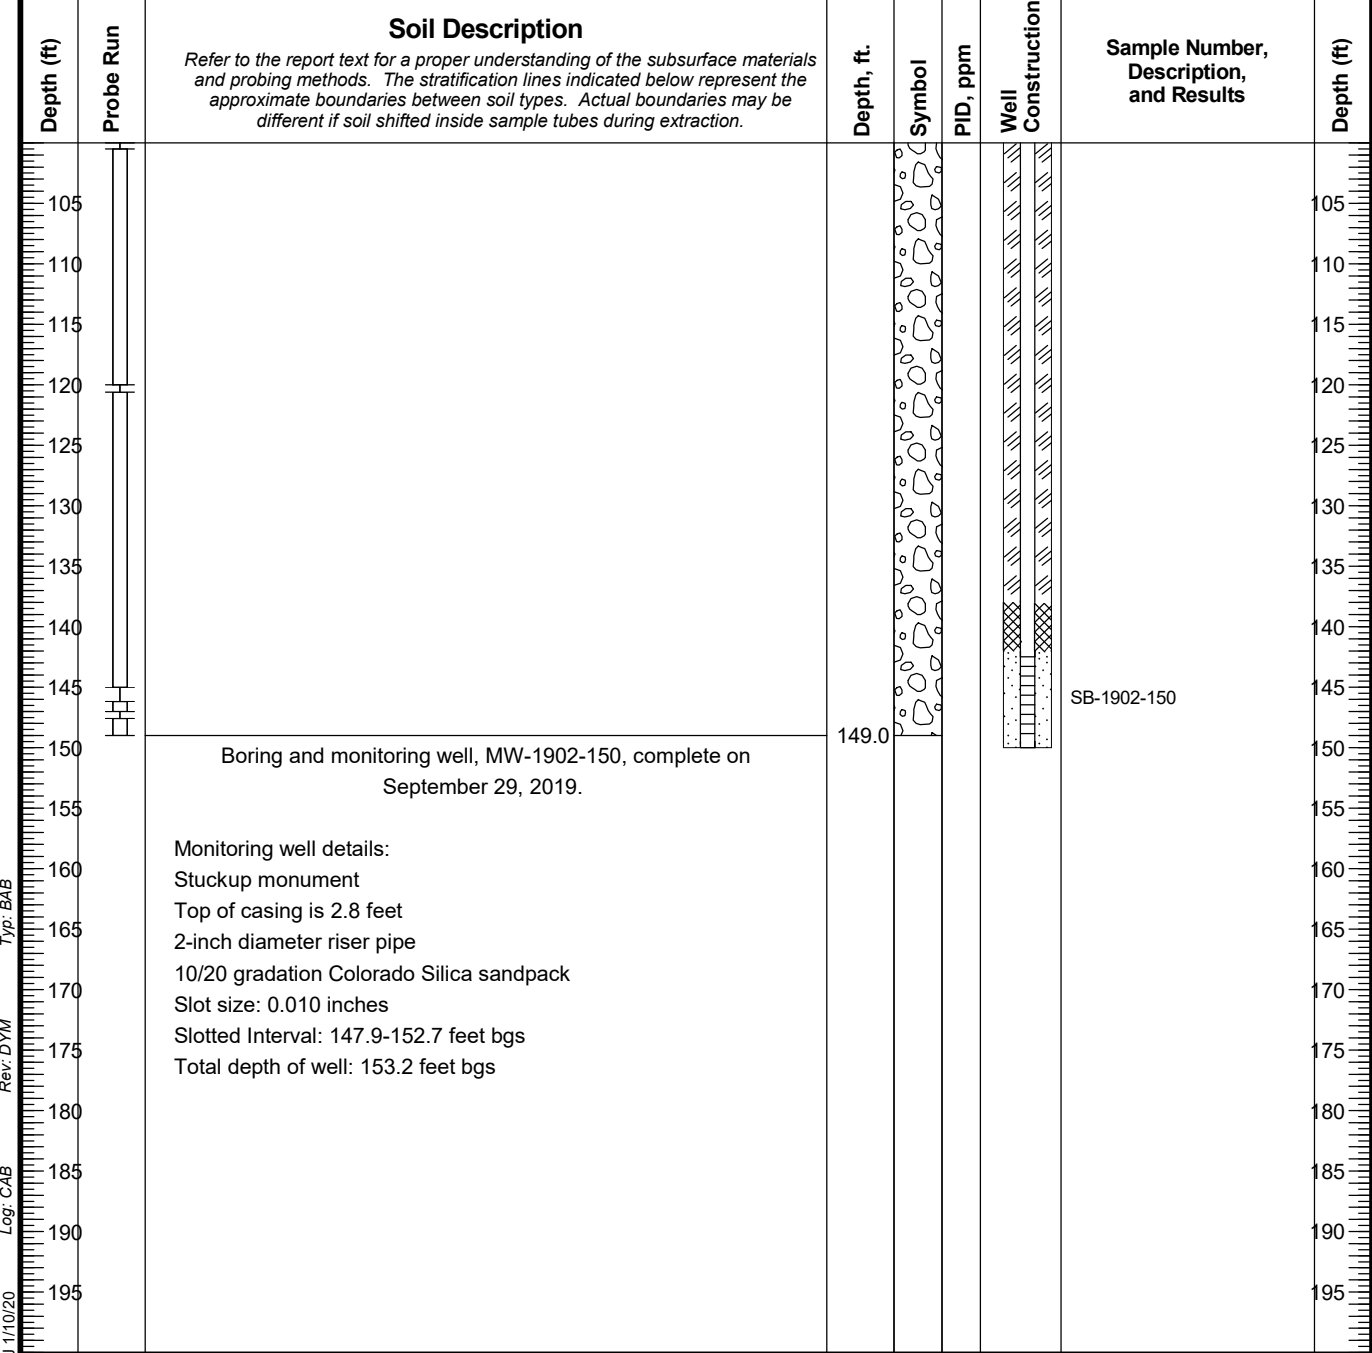 Depth (ft)
Probe Run
Soil Description
Refer to the report text for a proper understanding of the subsurface materials
and probing methods. The stratification lines indicated below represent the
approximate boundaries between soil types. Actual boundaries may be
different if soil shifted inside sample tubes during extraction.
Depth, ft.
Symbol
PID, ppm
Well
Construction
Sample Number,
Description,
and Results
Depth (ft)
105 105
110 110
115 115
120 120
125 125
130 130
135 135
140 140
145 SB-1902-150 145
149.0
150 150
Boring and monitoring well, MW-1902-150, complete on
September 29, 2019.
155 155
Monitoring well details:
160 160
Stuckup monument
Top of casing is 2.8 feet
165 165
2-inch diameter riser pipe
10/20 gradation Colorado Silica sandpack
170 170
Slot size: 0.010 inches
Slotted Interval: 147.9-152.7 feet bgs
175 175
Total depth of well: 153.2 feet bgs
180 180
185 185
190 190
195 195
Typ: BAB
Rev: DYM
Log: CAB
1/10/20